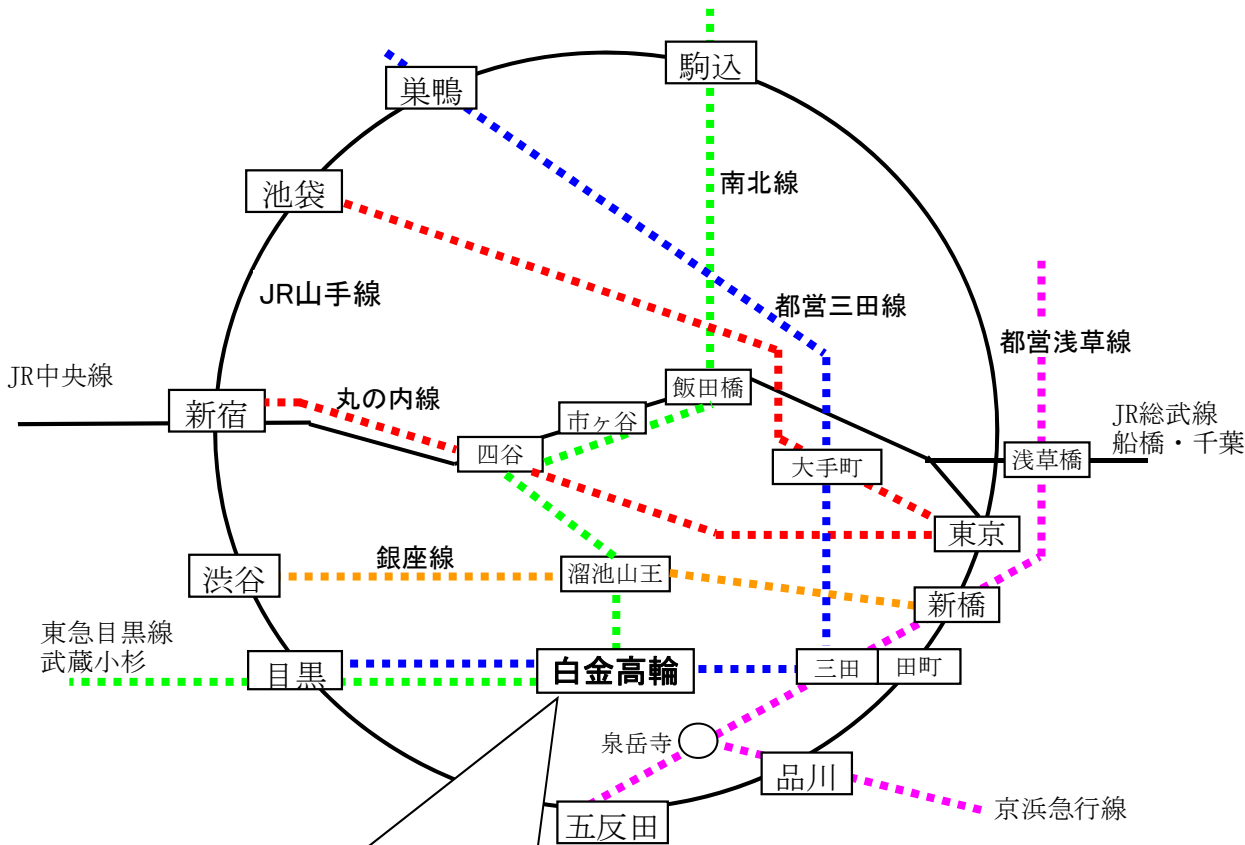 駒込
巣鴨
池袋
南北線
JR山手線
都営三田線
都営浅草線
JR中央線
新宿
丸の内線
飯田橋
市ヶ谷
四谷
大手町
浅草橋
JR総武線
船橋・千葉
東京
渋谷
銀座線
溜池山王
新橋
東急目黒線
武蔵小杉
目黒
白金高輪
三田
田町
泉岳寺
品川
五反田
京浜急行線